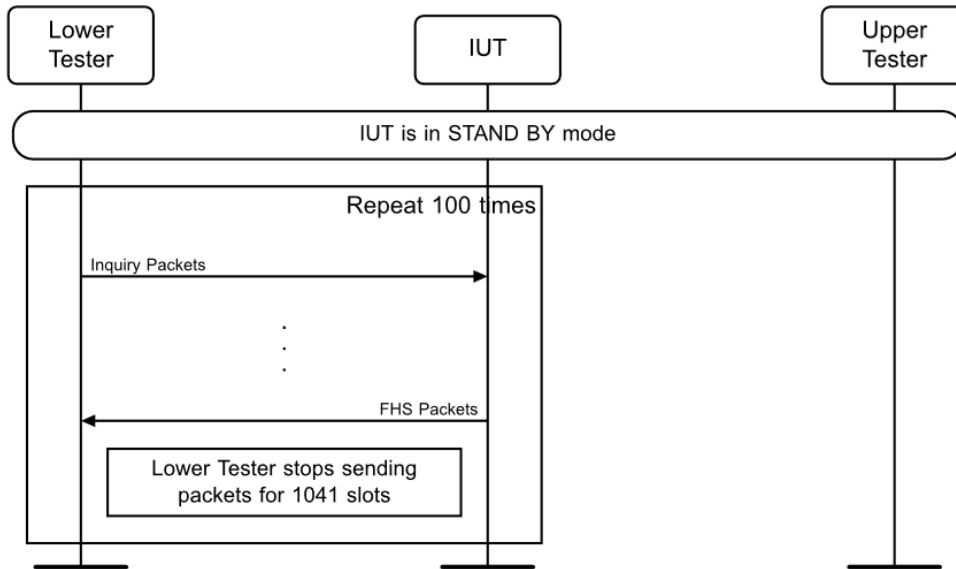 Lower
Tester
IUT
Upper
Tester
IUT is in STAND BY mode
Repeat 100 times
Inquiry Packets
.
.
.
FHS Packets
Lower Tester stops sending
packets for 1041 slots